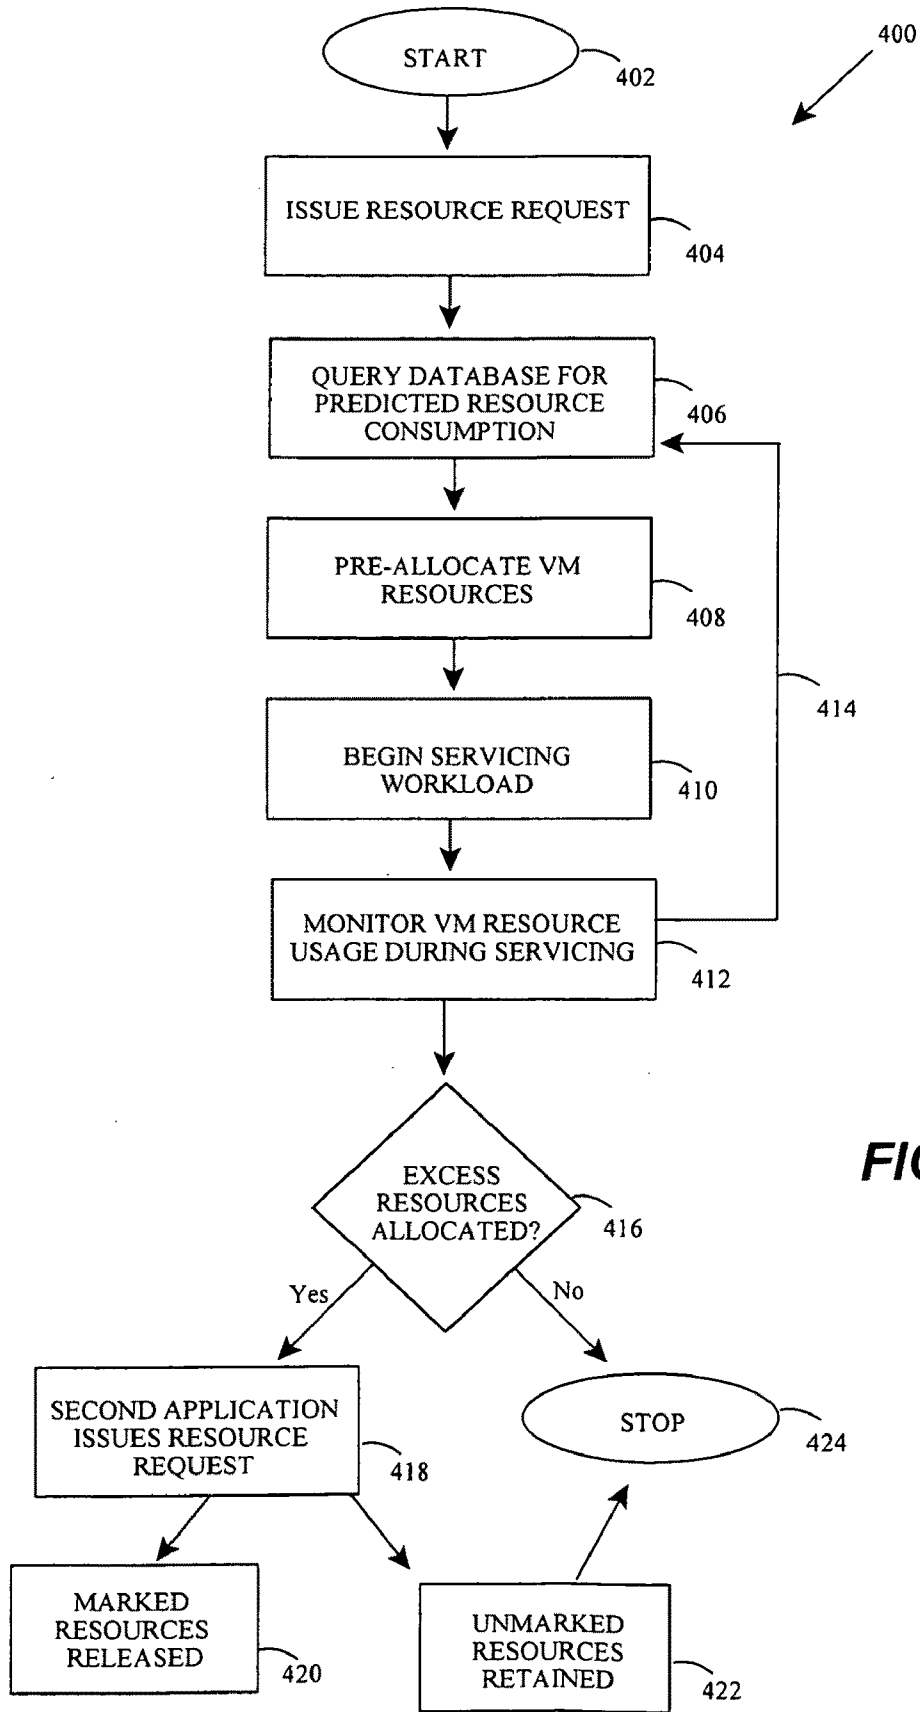 START
402
400
ISSUE RESOURCE REQUEST
404
QUERY DATABASE FOR
PREDICTED RESOURCE
CONSUMPTION
406
PRE-ALLOCATE VM
RESOURCES
408
414
BEGIN SERVICING
WORKLOAD
410
MONITOR VM RESOURCE
USAGE DURING SERVICING
412
EXCESS
RESOURCES
ALLOCATED?
416
FIG
Yes
No
SECOND APPLICATION
ISSUES RESOURCE
REQUEST
418
STOP
424
MARKED
RESOURCES
RELEASED
420
UNMARKED
RESOURCES
RETAINED
422